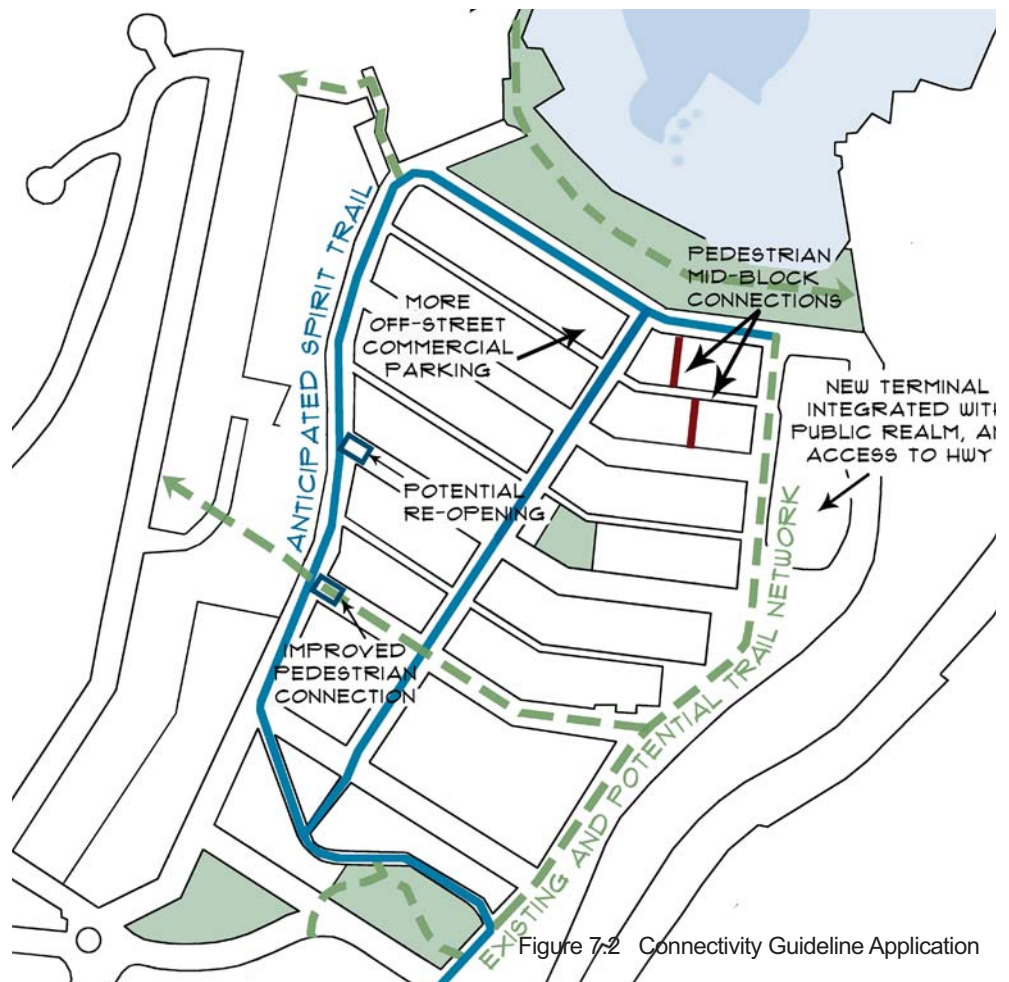 PEDESTRIAN
MID-BLOCK
CONNECTIONS
MORE
OFF-STREET
COMMERCIAL
PARKING
ANTICIPATED SPIRIT TRAIL
NEW TERMINAL
INTEGRATED WITH
PUBLIC REALM, AN
ACCESS TO HWY
POTENTIAL
RE-OPENING
IMPROVED
PEDESTRIAN
CONNECTION
EXISTING AND POTENTIAL TRAIL NETWORK
Figure 7.2 Connectivity Guideline Application